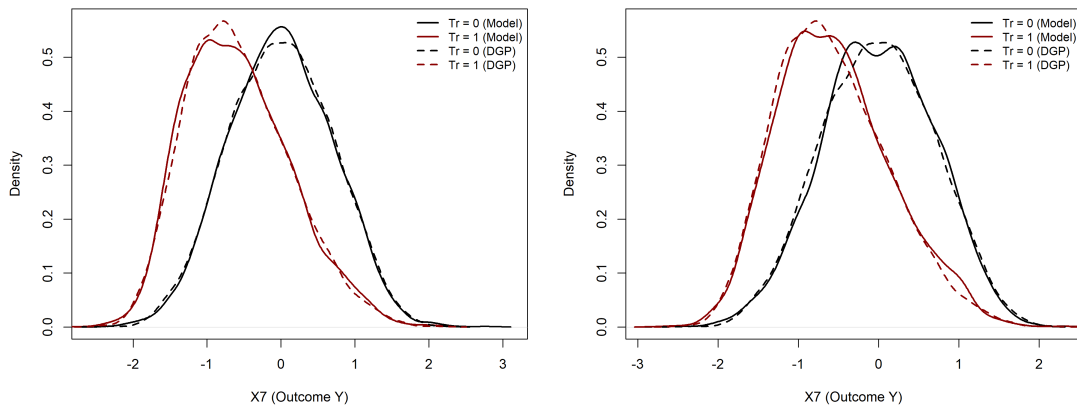 Tr = 0 (Model)
Tr = 1 (Model)
Tr = 0 (DGP)
Tr = 1 (DGP)
Density
0.0
0.1
0.2
0.3
0.4
0.5
-2
-1
0
1
2
3
X7 (Outcome Y)
Tr = 0 (Model)
Tr = 1 (Model)
Tr = 0 (DGP)
Tr = 1 (DGP)
Density
0.0
0.1
0.2
0.3
0.4
0.5
-3
-2
-1
0
1
2
X7 (Outcome Y)